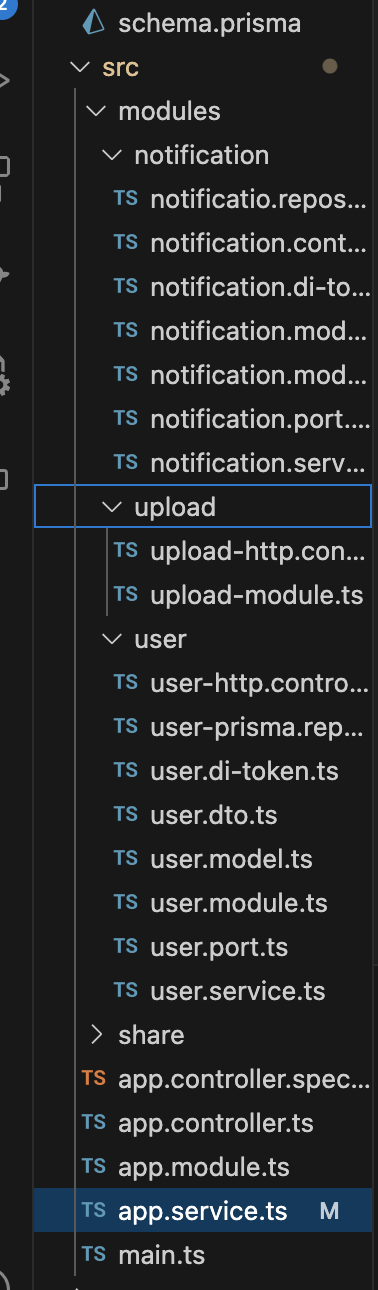 2
schema.prisma
src
modules
notification
TS notificatio.repos...
TS notification.cont...
TS notification.di-to...
TS notification.mod...
TS notification.mod...
TS notification.port....
TS notification.serv...
upload
TS upload-http.con...
TS upload-module.ts
user
TS user-http.contro...
TS user-prisma.rep...
TS user.di-token.ts
TS user.dto.ts
TS user.model.ts
TS user.module.ts
TS user.port.ts
TS user.service.ts
share
TS app.controller.spec...
TS app.controller.ts
TS app.module.ts
TS app.service.ts M
TS main.ts